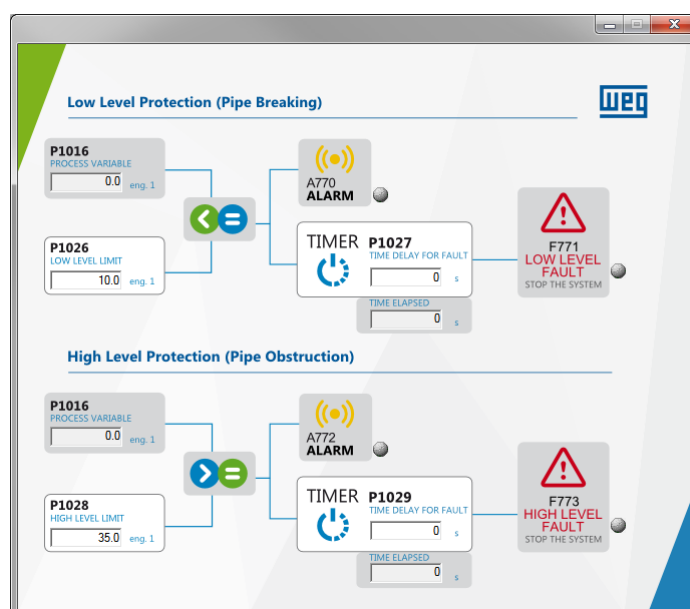 Low Level Protection (Pipe Breaking)
WEG
P1016
PROCESS VARIABLE
0.0 eng. 1
P1026
LOW LEVEL LIMIT
10.0 eng. 1
< =
A770
ALARM
TIMER P1027
TIME DELAY FOR FAULT
0 s
TIME ELAPSED
0 s
F771
LOW LEVEL
FAULT
STOP THE SYSTEM
High Level Protection (Pipe Obstruction)
P1016
PROCESS VARIABLE
0.0 eng. 1
P1028
HIGH LEVEL LIMIT
35.0 eng. 1
> =
A772
ALARM
TIMER P1029
TIME DELAY FOR FAULT
0 s
TIME ELAPSED
0 s
F773
HIGH LEVEL
FAULT
STOP THE SYSTEM